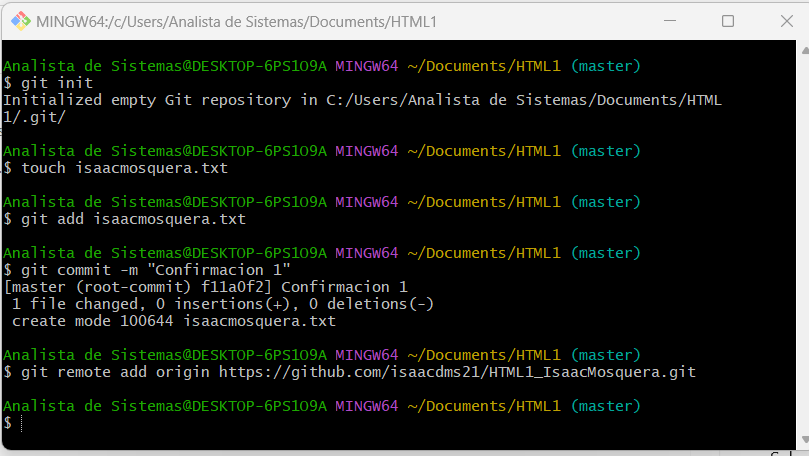 MINGW64:/c/Users/Analista de Sistemas/Documents/HTML1
Analista de Sistemas@DESKTOP-6PS1O9A MINGW64 ~/Documents/HTML1 (master)
$ git init
Initialized empty Git repository in C:/Users/Analista de Sistemas/Documents/HTML
1/.git/
Analista de Sistemas@DESKTOP-6PS1O9A MINGW64 ~/Documents/HTML1 (master)
$ touch isaacmosquera.txt
Analista de Sistemas@DESKTOP-6PS1O9A MINGW64 ~/Documents/HTML1 (master)
$ git add isaacmosquera.txt
Analista de Sistemas@DESKTOP-6PS1O9A MINGW64 ~/Documents/HTML1 (master)
$ git commit -m "Confirmacion 1"
[master (root-commit) f11a0f2] Confirmacion 1
 1 file changed, 0 insertions(+), 0 deletions(-)
 create mode 100644 isaacmosquera.txt
Analista de Sistemas@DESKTOP-6PS1O9A MINGW64 ~/Documents/HTML1 (master)
$ git remote add origin https://github.com/isaacdms21/HTML1_IsaacMosquera.git
Analista de Sistemas@DESKTOP-6PS1O9A MINGW64 ~/Documents/HTML1 (master)
$